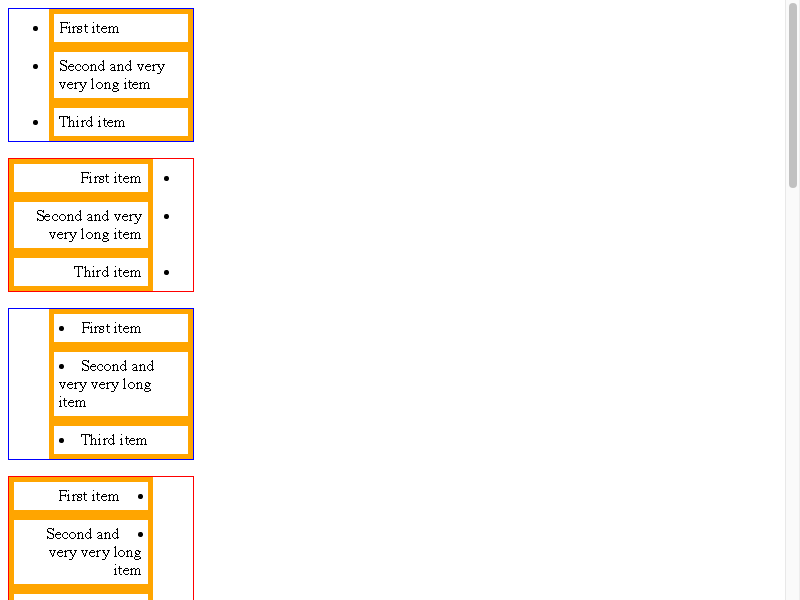 • First item
• Second and very
very long item
• Third item
First item •
Second and very •
very long item
Third item •
• First item
• Second and
very very long
item
• Third item
First item •
Second and •
very very long
item